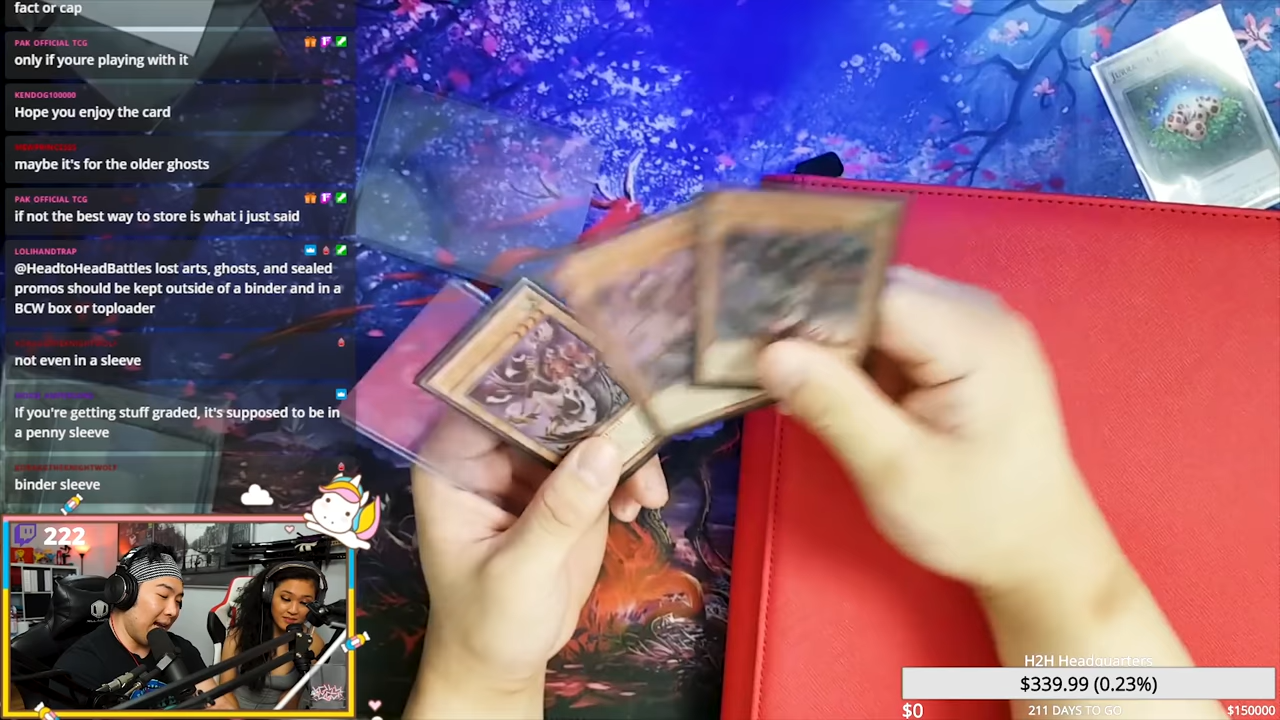 fact or cap
PAK OFFICIAL TCG
only if youre playing with it
KENDOG100000
Hope you enjoy the card
maybe it's for the older ghosts
PAK OFFICIAL TCG
if not the best way to store is what i just said
LOLIHANDTRAP
@HeadtoHeadBattles lost arts, ghosts, and sealed
promos should be kept outside of a binder and in a
BCW box or toploader
not even in a sleeve
If you're getting stuff graded, it's supposed to be in
a penny sleeve
binder sleeve
222
H2H Headquarters
$339.99 (0.23%)
$0
211 DAYS TO GO
$150000